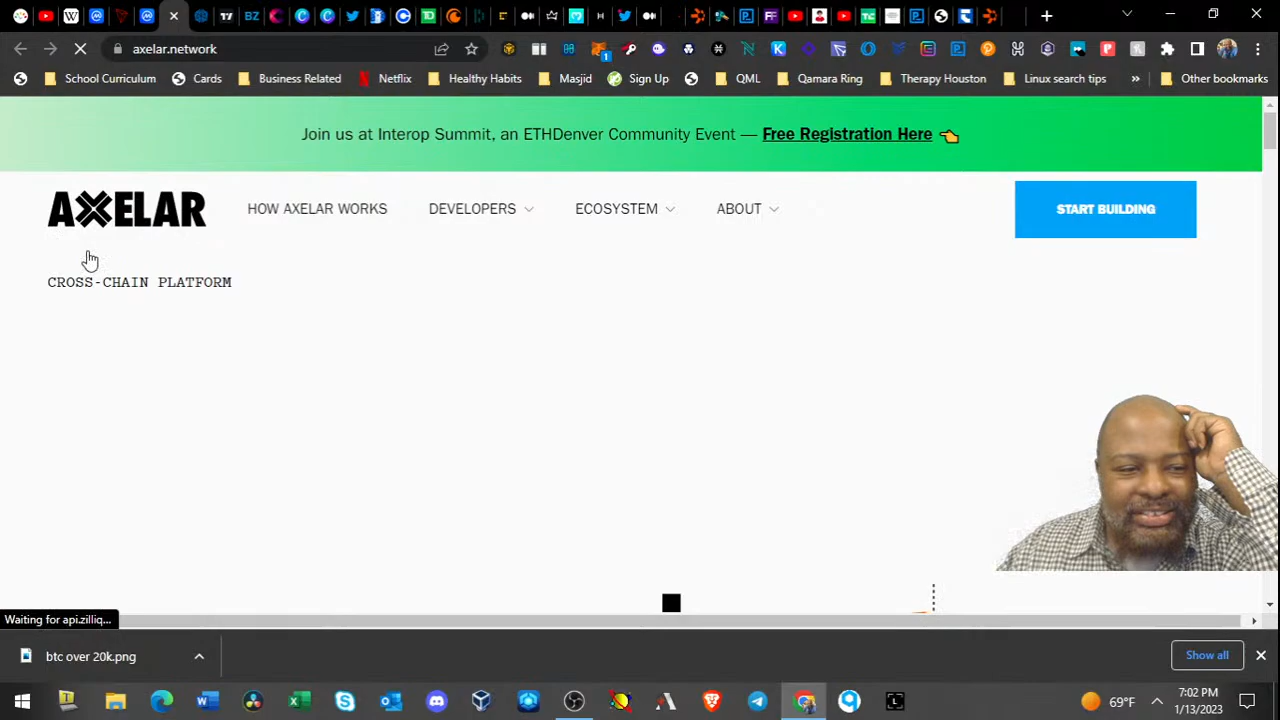 axelar.network
1
School Curriculum
Cards
Business Related
Netflix
Healthy Habits
Masjid
Sign Up
QML
Qamara Ring
Therapy Houston
Linux search tips
»
Other bookmarks
Join us at Interop Summit, an ETHDenver Community Event — Free Registration Here 👈
AXELAR
HOW AXELAR WORKS
DEVELOPERS
ECOSYSTEM
ABOUT
START BUILDING
CROSS-CHAIN PLATFORM
Waiting for api.zilliq...
btc over 20k.png
Show all
69°F
7:02 PM
1/13/2023